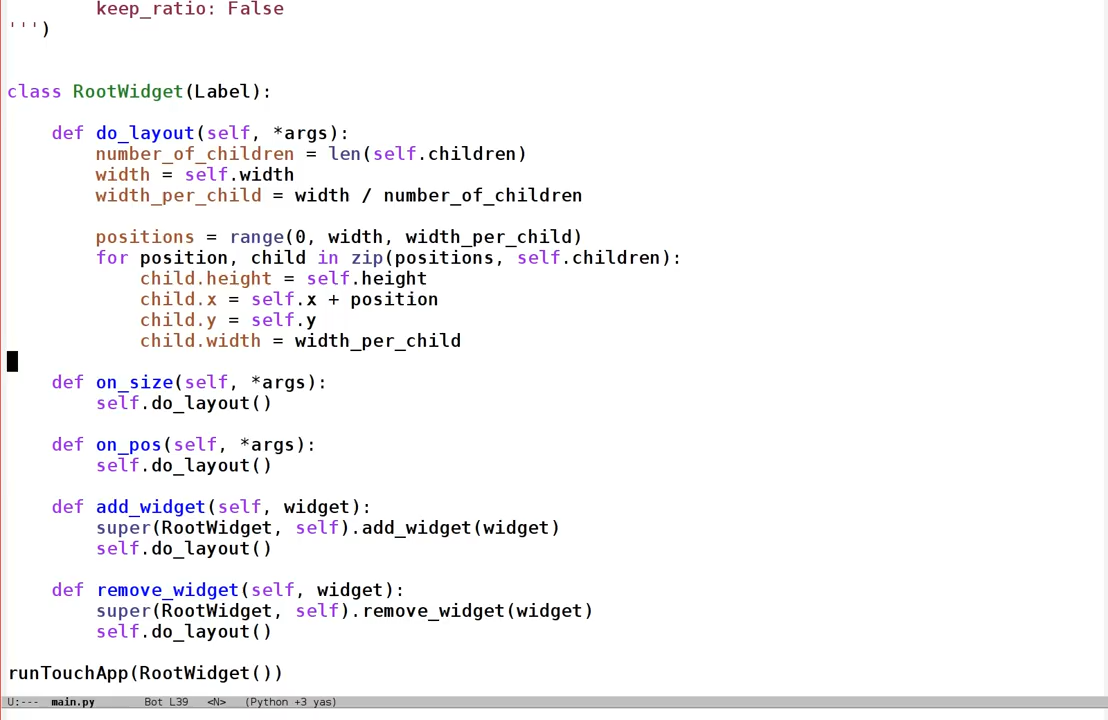 keep_ratio: False
''')
class RootWidget(Label):
    def do_layout(self, *args):
        number_of_children = len(self.children)
        width = self.width
        width_per_child = width / number_of_children
        positions = range(0, width, width_per_child)
        for position, child in zip(positions, self.children):
            child.height = self.height
            child.x = self.x + position
            child.y = self.y
            child.width = width_per_child
    def on_size(self, *args):
        self.do_layout()
    def on_pos(self, *args):
        self.do_layout()
    def add_widget(self, widget):
        super(RootWidget, self).add_widget(widget)
        self.do_layout()
    def remove_widget(self, widget):
        super(RootWidget, self).remove_widget(widget)
        self.do_layout()
runTouchApp(RootWidget())
U:--- main.py Bot L39 <N> (Python +3 yas)